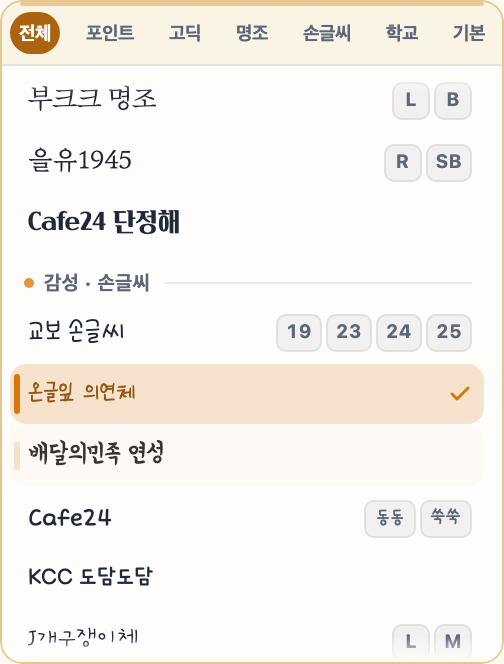 전체 포인트 고딕 명조 손글씨 학교 기본
부크크 명조 L B
을유1945 R SB
Cafe24 단정해
감성 · 손글씨
교보 손글씨 19 23 24 25
온글잎 의연체
배달의민족 연성
Cafe24 동동 쑥쑥
KCC 도담도담
J개구쟁이체 L M